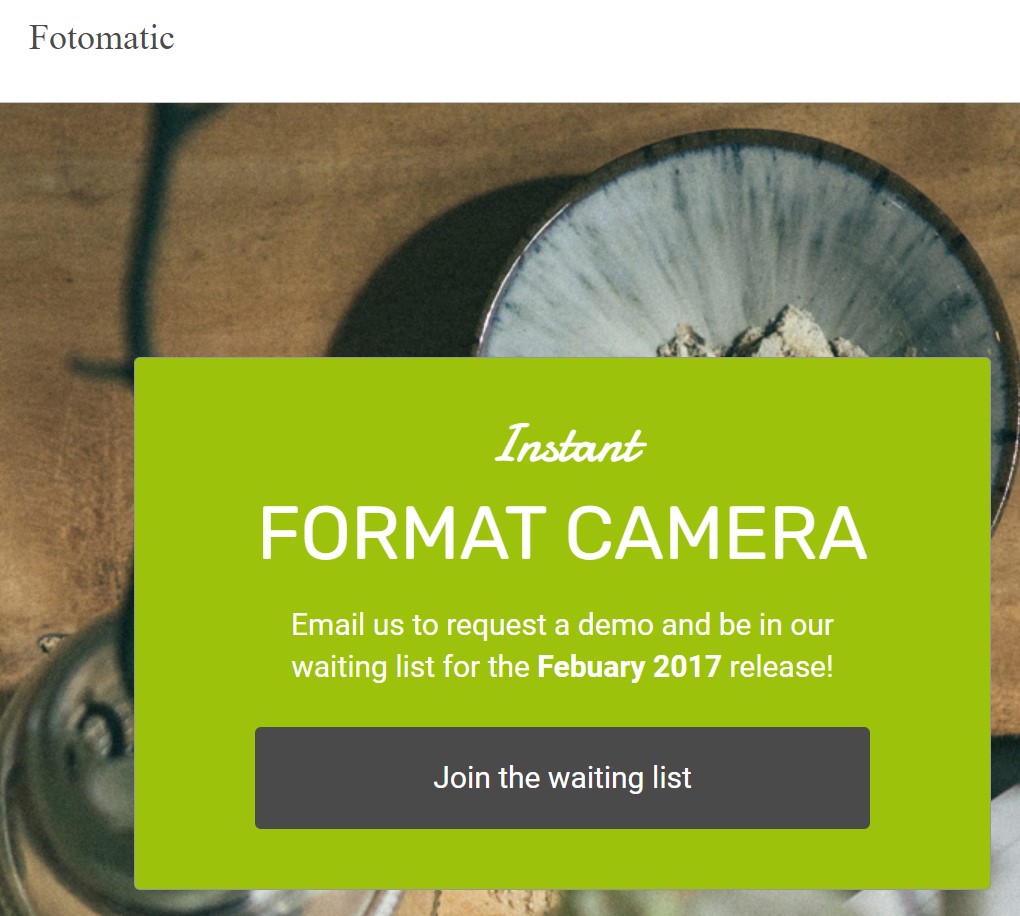 Fotomatic
Instant
FORMAT CAMERA
Email us to request a demo and be in our
waiting list for the Febuary 2017 release!
Join the waiting list